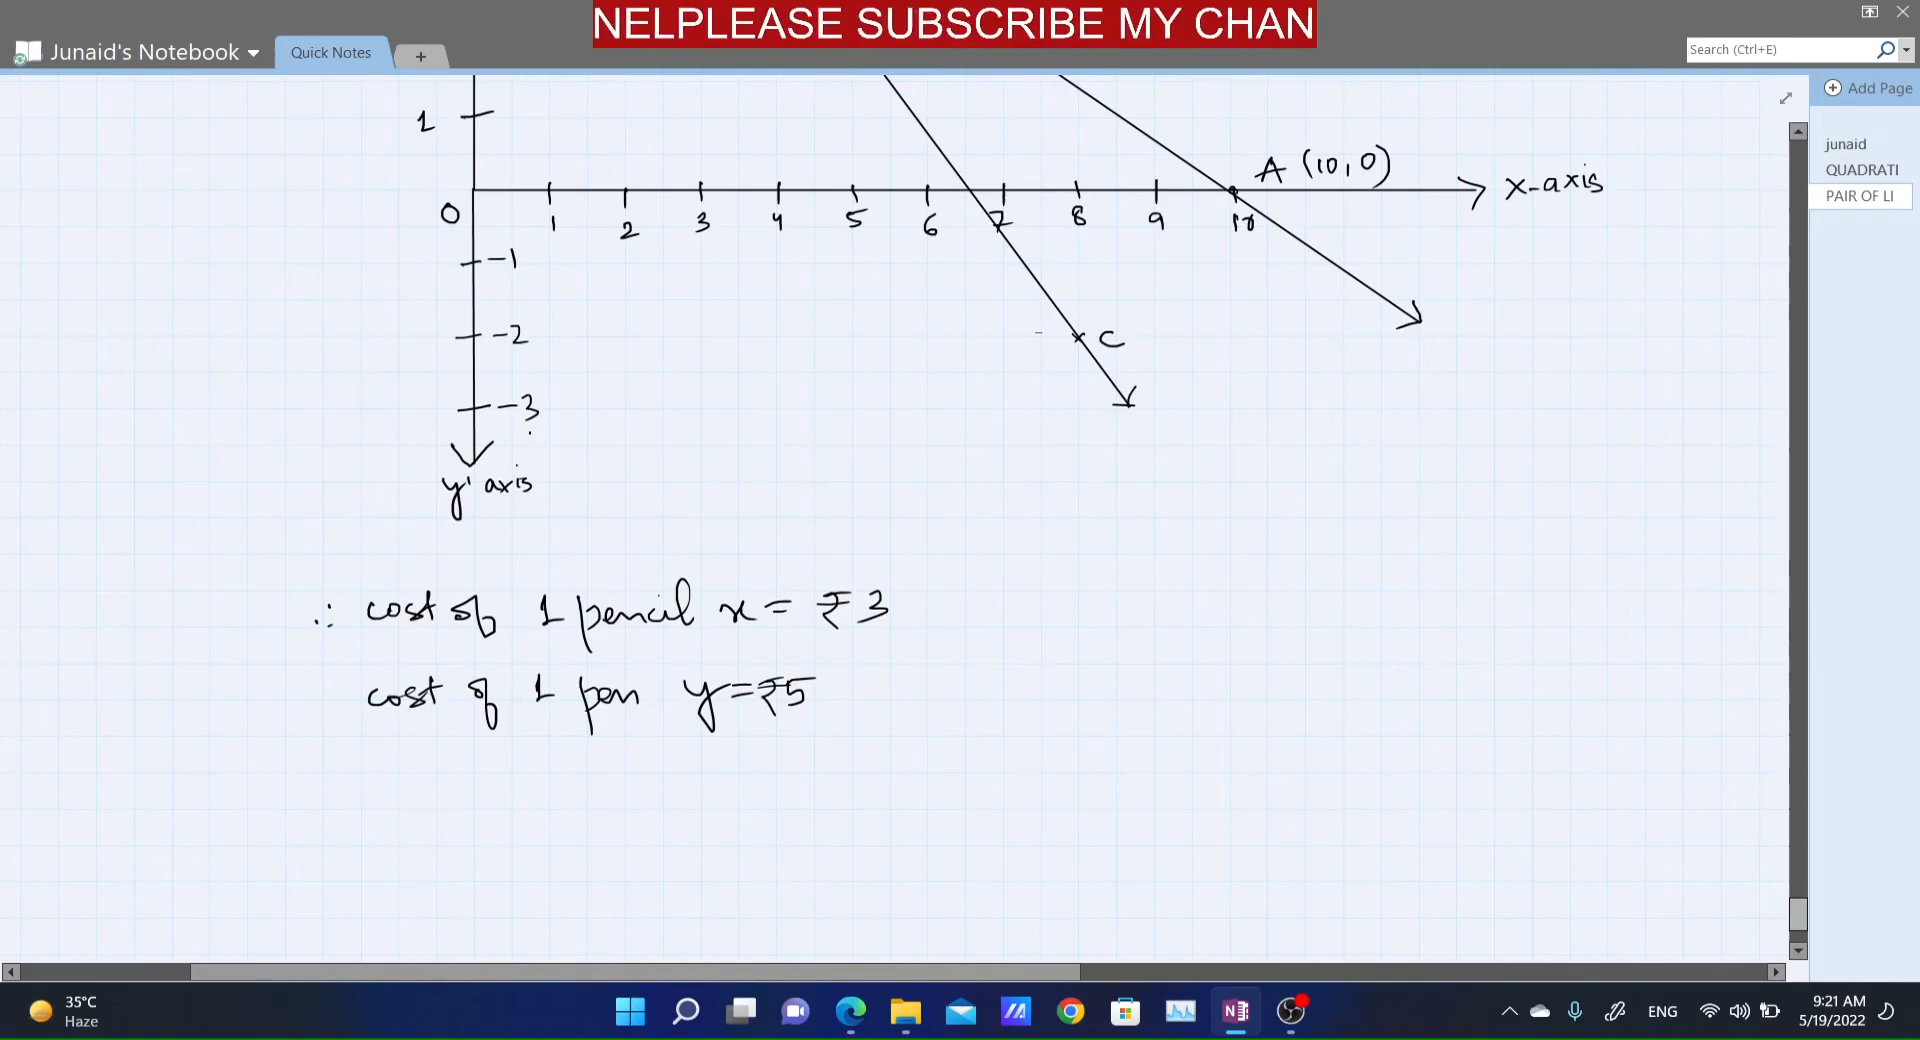 NELPLEASE SUBSCRIBE MY CHAN
Junaid's Notebook
Quick Notes
Search (Ctrl+E)
Add Page
junaid
QUADRATI
PAIR OF LI
1
A (10, 0)
x-axis
0 1 2 3 4 5 6 7 8 9 10
-1
-2
C
-3
y' axis
∴ cost of 1 pencil x = ₹3
cost of 1 pen y=₹5
35°C
Haze
ENG
9:21 AM
5/19/2022